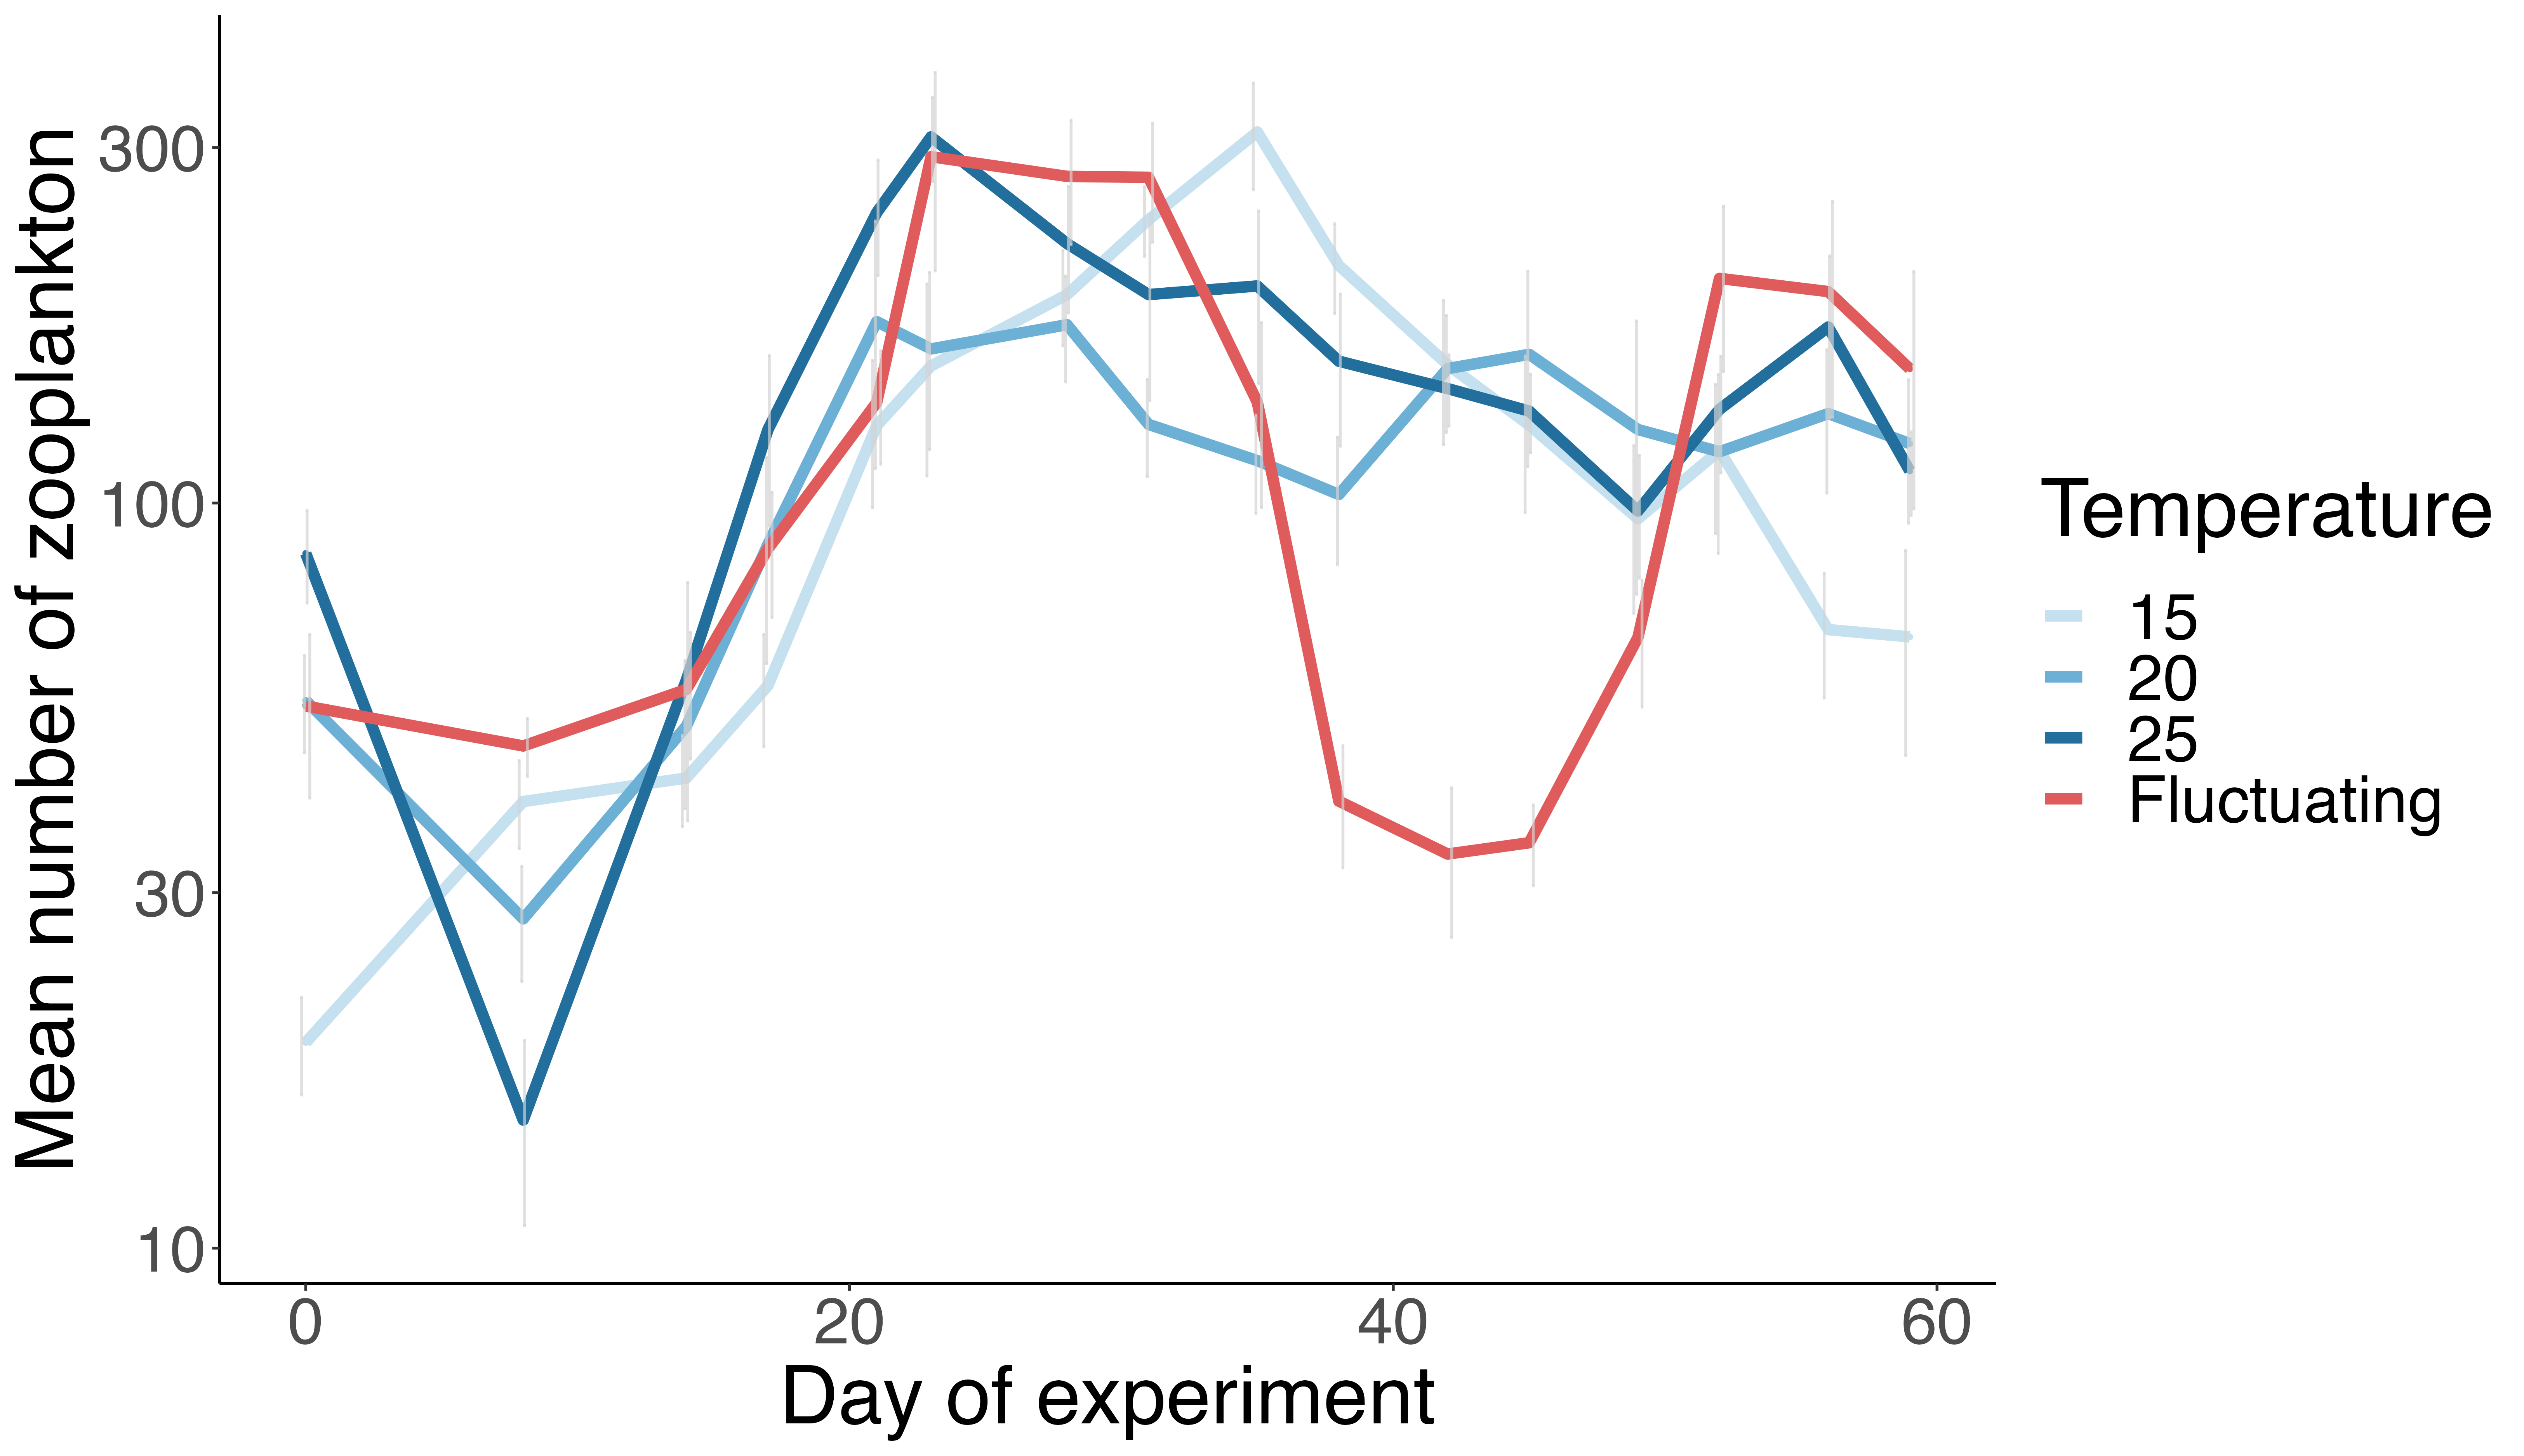 Mean number of zooplankton
300
100
30
10
0 20 40 60
Day of experiment
Temperature
15
20
25
Fluctuating